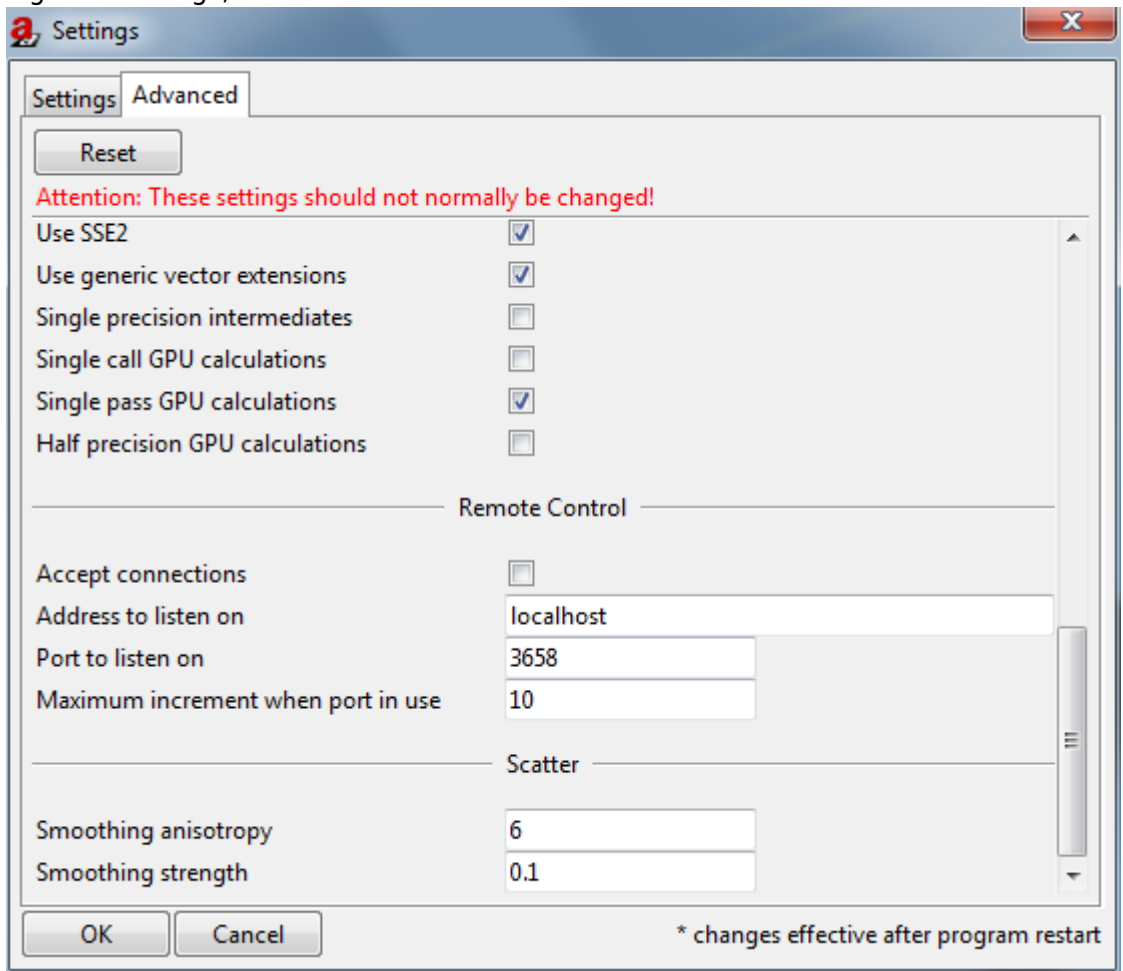 Settings
Settings Advanced
Reset
Attention: These settings should not normally be changed!
Use SSE2
Use generic vector extensions
Single precision intermediates
Single call GPU calculations
Single pass GPU calculations
Half precision GPU calculations
Remote Control
Accept connections
Address to listen on localhost
Port to listen on 3658
Maximum increment when port in use 10
Scatter
Smoothing anisotropy 6
Smoothing strength 0.1
OK Cancel * changes effective after program restart